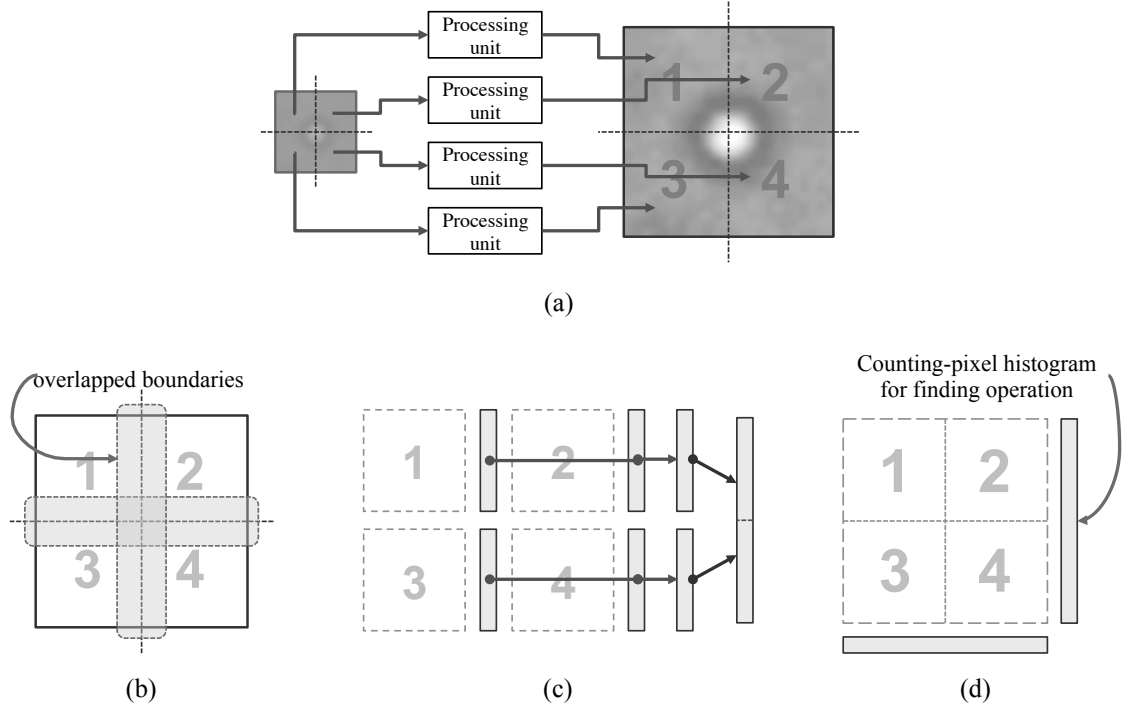 Processing
unit
Processing
unit
Processing
unit
Processing
unit
1
2
3
4
(a)
overlapped boundaries
1
2
3
4
(b)
1
2
3
4
(c)
Counting-pixel histogram
for finding operation
1
2
3
4
(d)